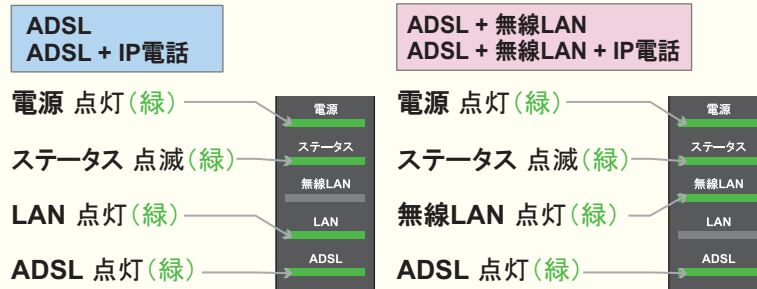 ADSL
ADSL + IP電話
電源 点灯（緑）
ステータス 点滅（緑）
LAN 点灯（緑）
ADSL 点灯（緑）
電源
ステータス
無線LAN
LAN
ADSL
ADSL + 無線LAN
ADSL + 無線LAN + IP電話
電源 点灯（緑）
ステータス 点滅（緑）
無線LAN 点灯（緑）
ADSL 点灯（緑）
電源
ステータス
無線LAN
LAN
ADSL